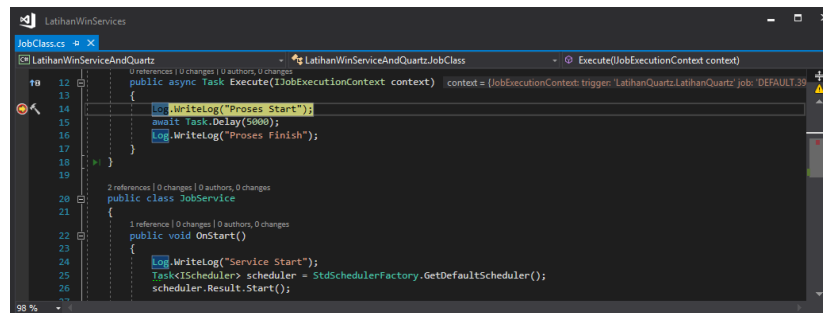 LatihanWinServices
JobClass.cs
LatihanWinServiceAndQuartz LatihanWinServiceAndQuartz.JobClass Execute(IJobExecutionContext context)
0 references | 0 changes | 0 authors, 0 changes
12 public async Task Execute(IJobExecutionContext context) context = {JobExecutionContext: trigger: 'LatihanQuartz.LatihanQuartz' job: 'DEFAULT.39
13 {
14 Log.WriteLog("Proses Start");
15 await Task.Delay(5000);
16 Log.WriteLog("Proses Finish");
17 }
18 }
19
2 references | 0 changes | 0 authors, 0 changes
20 public class JobService
21 {
1 reference | 0 changes | 0 authors, 0 changes
22 public void OnStart()
23 {
24 Log.WriteLog("Service Start");
25 Task<IScheduler> scheduler = StdSchedulerFactory.GetDefaultScheduler();
26 scheduler.Result.Start();
27
98 %